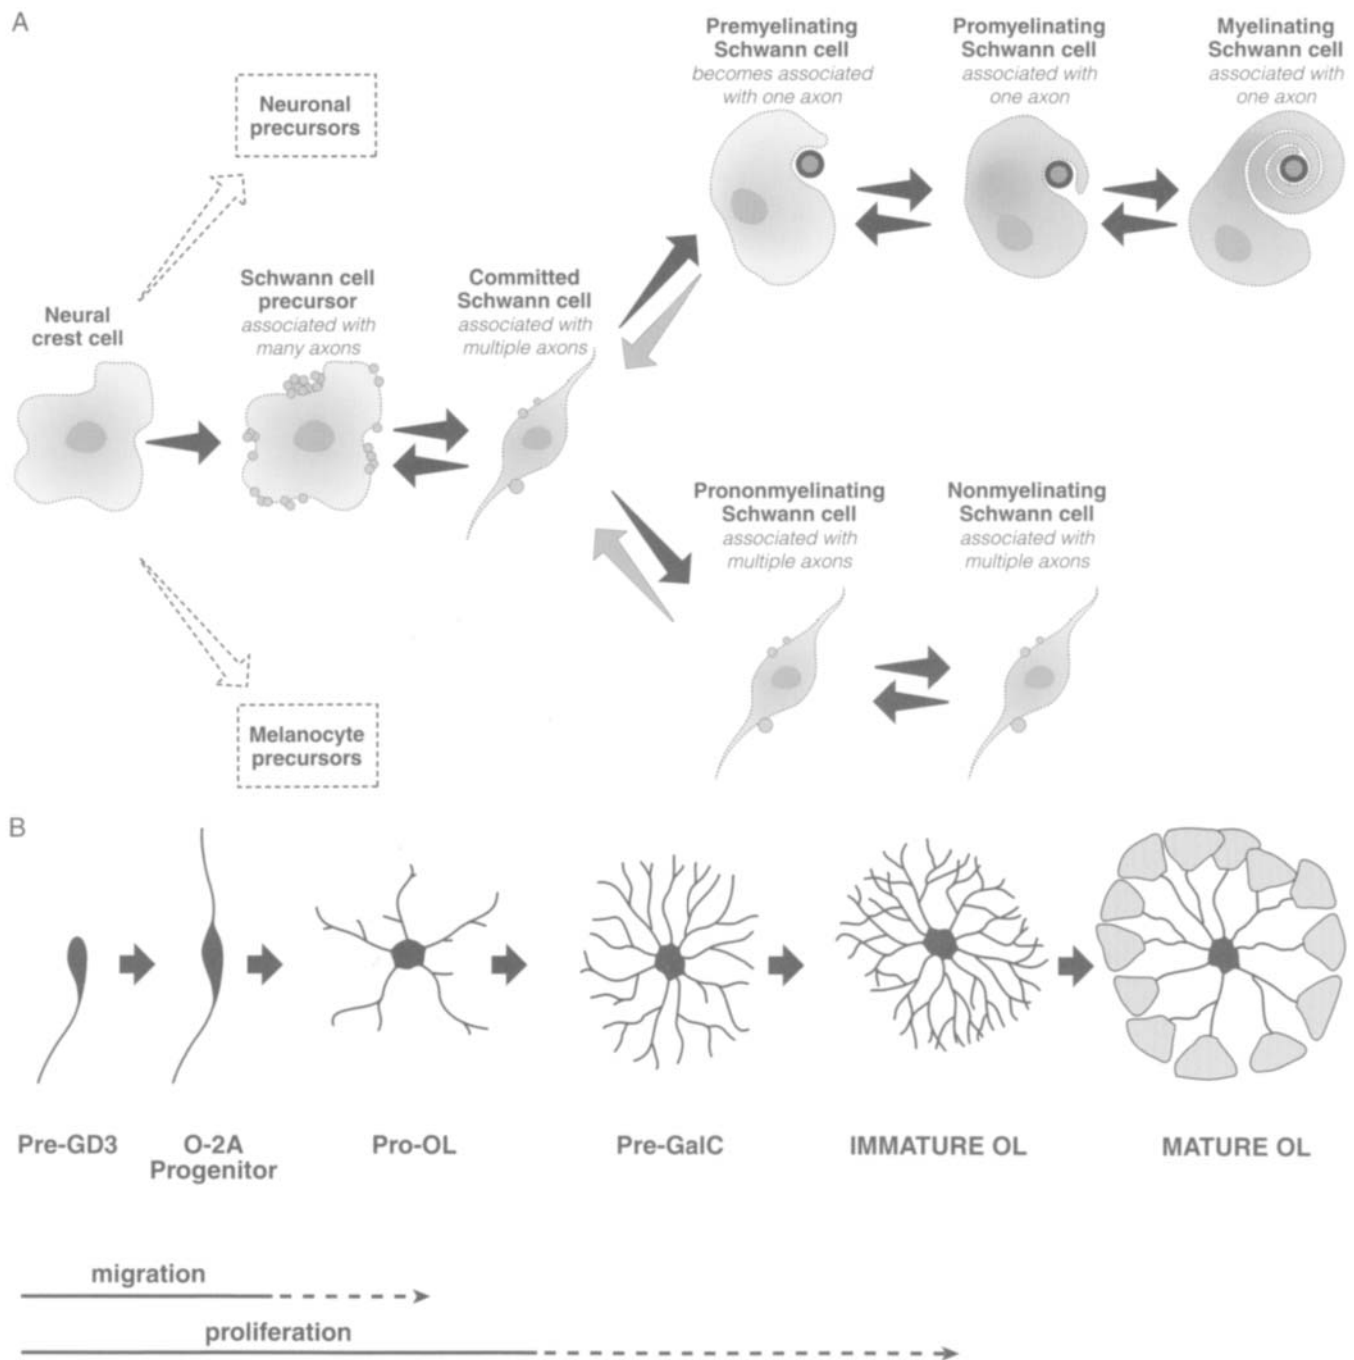 A
Premyelinating
Schwann cell
becomes associated
with one axon
Promyelinating
Schwann cell
associated with
one axon
Myelinating
Schwann cell
associated with
one axon
Neuronal
precursors
Neural
crest cell
Schwann cell
precursor
associated with
many axons
Committed
Schwann cell
associated with
multiple axons
Prononmyelinating
Schwann cell
associated with
multiple axons
Nonmyelinating
Schwann cell
associated with
multiple axons
Melanocyte
precursors
B
Pre-GD3
O-2A
Progenitor
Pro-OL
Pre-GalC
IMMATURE OL
MATURE OL
migration
proliferation